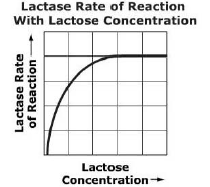 Lactase Rate of Reaction
With Lactose Concentration
Lactase Rate
of Reaction
Lactose
Concentration